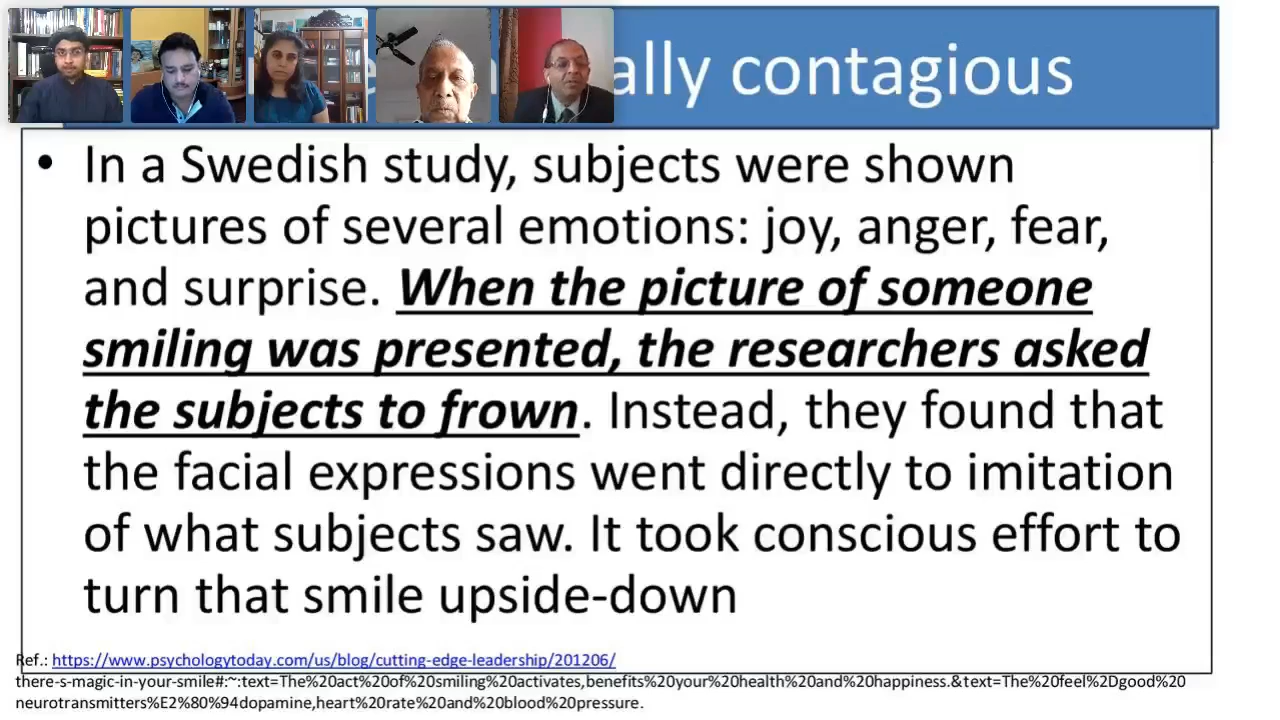 ally contagious
• In a Swedish study, subjects were shown
pictures of several emotions: joy, anger, fear,
and surprise. When the picture of someone
smiling was presented, the researchers asked
the subjects to frown. Instead, they found that
the facial expressions went directly to imitation
of what subjects saw. It took conscious effort to
turn that smile upside-down
Ref.: https://www.psychologytoday.com/us/blog/cutting-edge-leadership/201206/
there-s-magic-in-your-smile#:~:text=The%20act%20of%20smiling%20activates,benefits%20your%20health%20and%20happiness.&text=The%20feel%2Dgood%20
neurotransmitters%E2%80%94dopamine,heart%20rate%20and%20blood%20pressure.